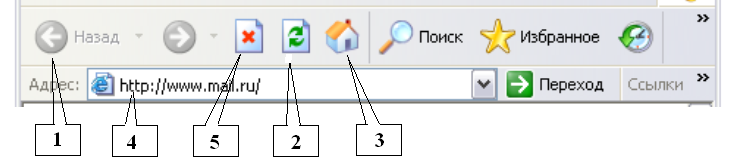 Назад Поиск Избранное »
Адрес: http://www.mail.ru/ Переход Ссылки »
1 4 5 2 3